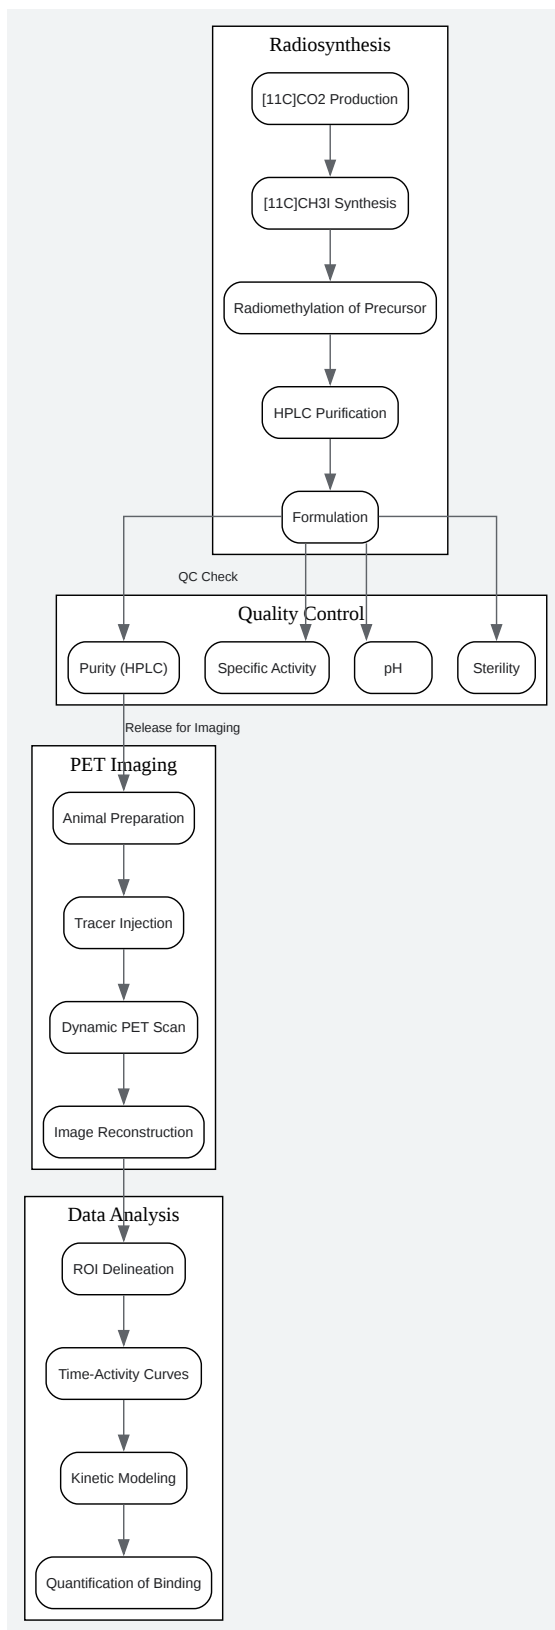 Radiosynthesis
[11C]CO2 Production
[11C]CH3I Synthesis
Radiomethylation of Precursor
HPLC Purification
Formulation
QC Check
Quality Control
Purity (HPLC)
Specific Activity
pH
Sterility
Release for Imaging
PET Imaging
Animal Preparation
Tracer Injection
Dynamic PET Scan
Image Reconstruction
Data Analysis
ROI Delineation
Time-Activity Curves
Kinetic Modeling
Quantification of Binding